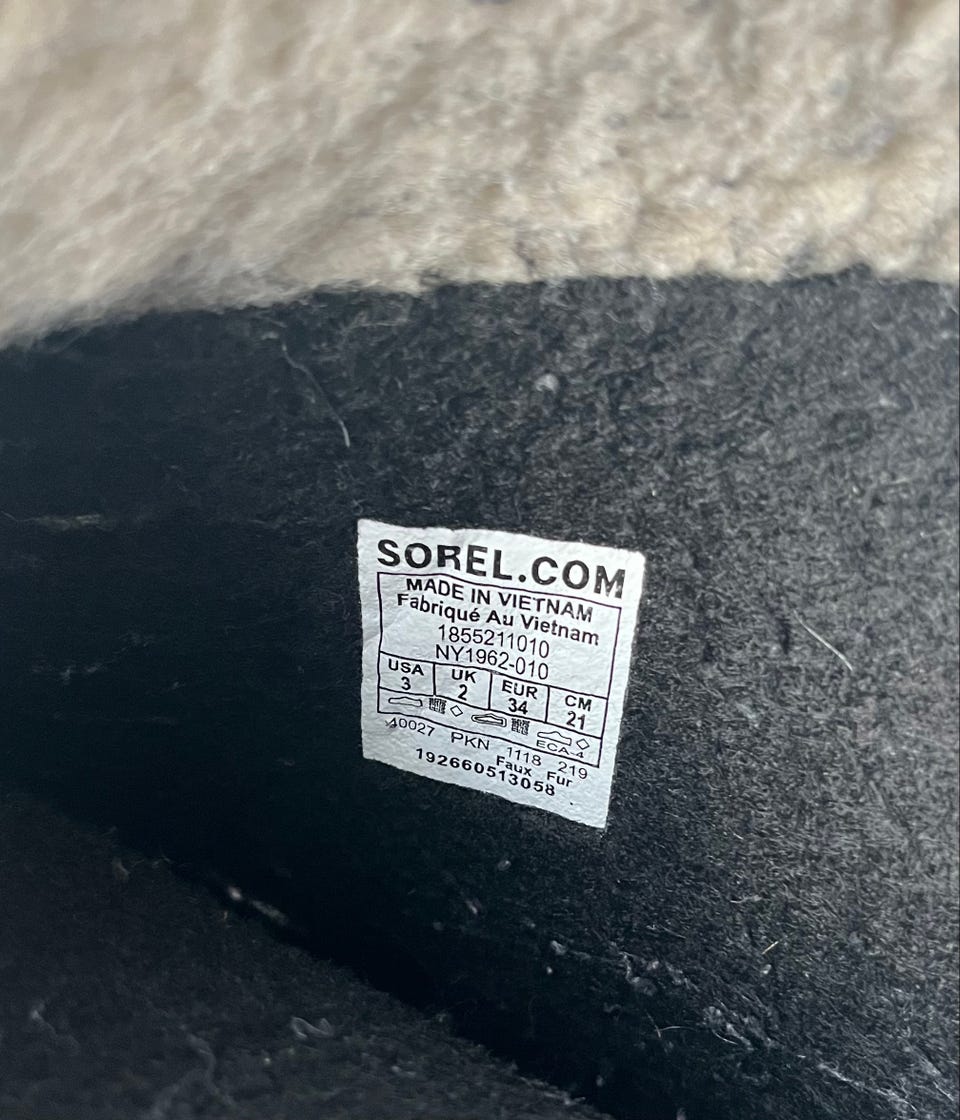 SOREL.COM
MADE IN VIETNAM
Fabriqué Au Vietnam
1855211010
NY1962-010
USA UK EUR CM
3 2 34 21
ECA-4
40027 PKN 1118 219
Faux Fur
192660513058